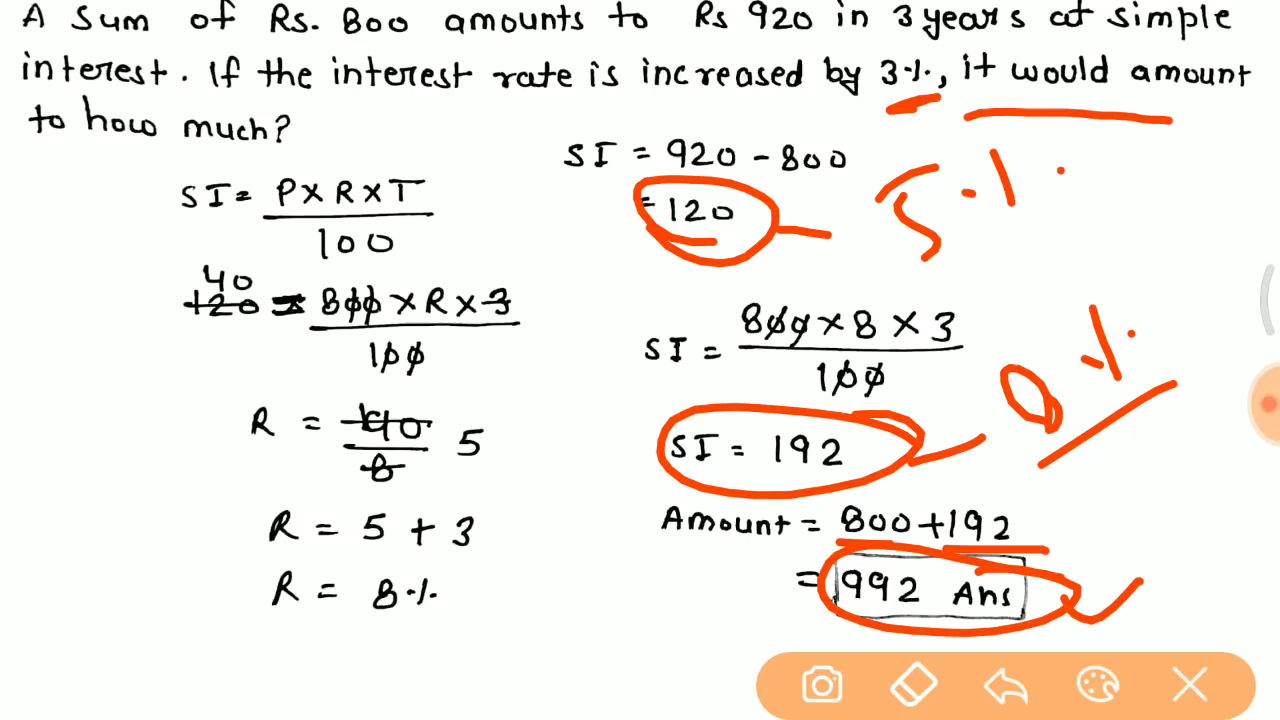 A sum of Rs. 800 amounts to Rs 920 in 3 years at simple
interest. If the interest rate is increased by 3%, it would amount
to how much?
SI = P X R X T
100
40
120 = 800 X R X 3
100
R = 40 5
8
R = 5 + 3
R = 8%
SI = 920 - 800
= 120
5%
SI = 800 X 8 X 3
100
8%
SI = 192
Amount = 800 + 192
= 992 Ans